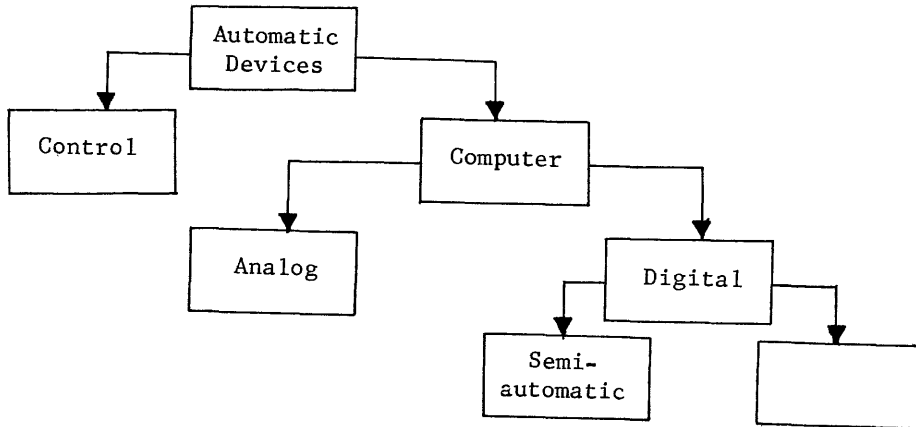 Automatic
Devices
Control
Computer
Analog
Digital
Semi-
automatic